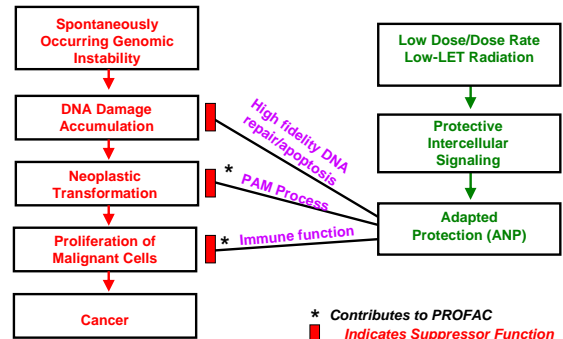 Spontaneously
Occurring Genomic
Instability
DNA Damage
Accumulation
Neoplastic
Transformation
Proliferation of
Malignant Cells
Cancer
High fidelity DNA
repair/apoptosis
* PAM Process
* Immune function
Low Dose/Dose Rate
Low-LET Radiation
Protective
Intercellular
Signaling
Adapted
Protection (ANP)
* Contributes to PROFAC
Indicates Suppressor Function